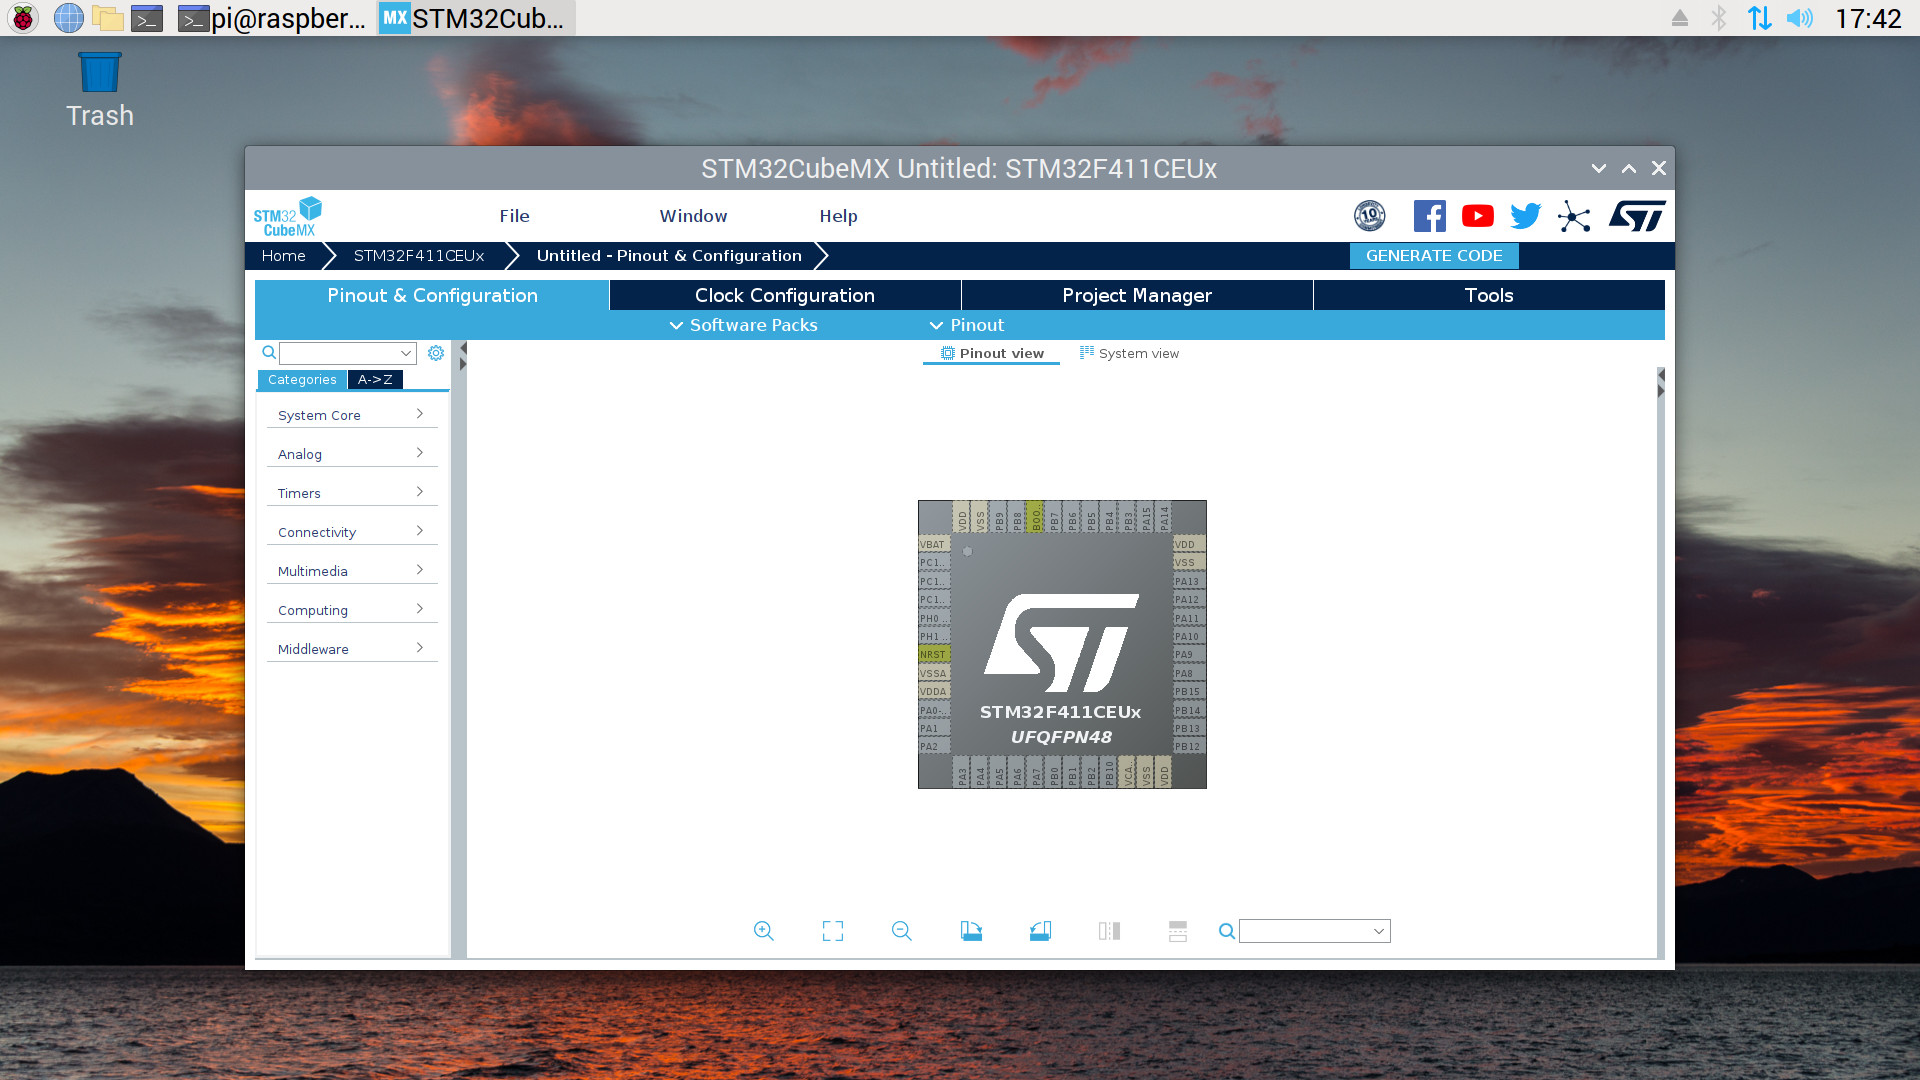 pi@raspber...
MX STM32Cub...
17:42
Trash
STM32CubeMX Untitled: STM32F411CEUx
STM32 CubeMX
File Window Help
10
Home STM32F411CEUx Untitled - Pinout & Configuration GENERATE CODE
Pinout & Configuration Clock Configuration Project Manager Tools
Software Packs Pinout
Pinout view System view
Categories A->Z
System Core
Analog
Timers
Connectivity
Multimedia
Computing
Middleware
VDD VSS PB9 PB8 BOO.. PB7 PB6 PB5 PB4 PB3 PA15 PA14
VBAT
PC1..
PC1..
PC1..
PH0 ..
PH1 ..
NRST
VSSA
VDDA
PA0-..
PA1
PA2
VDD
VSS
PA13
PA12
PA11
PA10
PA9
PA8
PB15
PB14
PB13
PB12
ST
STM32F411CEUx
UFQFPN48
PA3 PA4 PA5 PA6 PA7 PB0 PB1 PB2 PB10 VCA.. VSS VDD